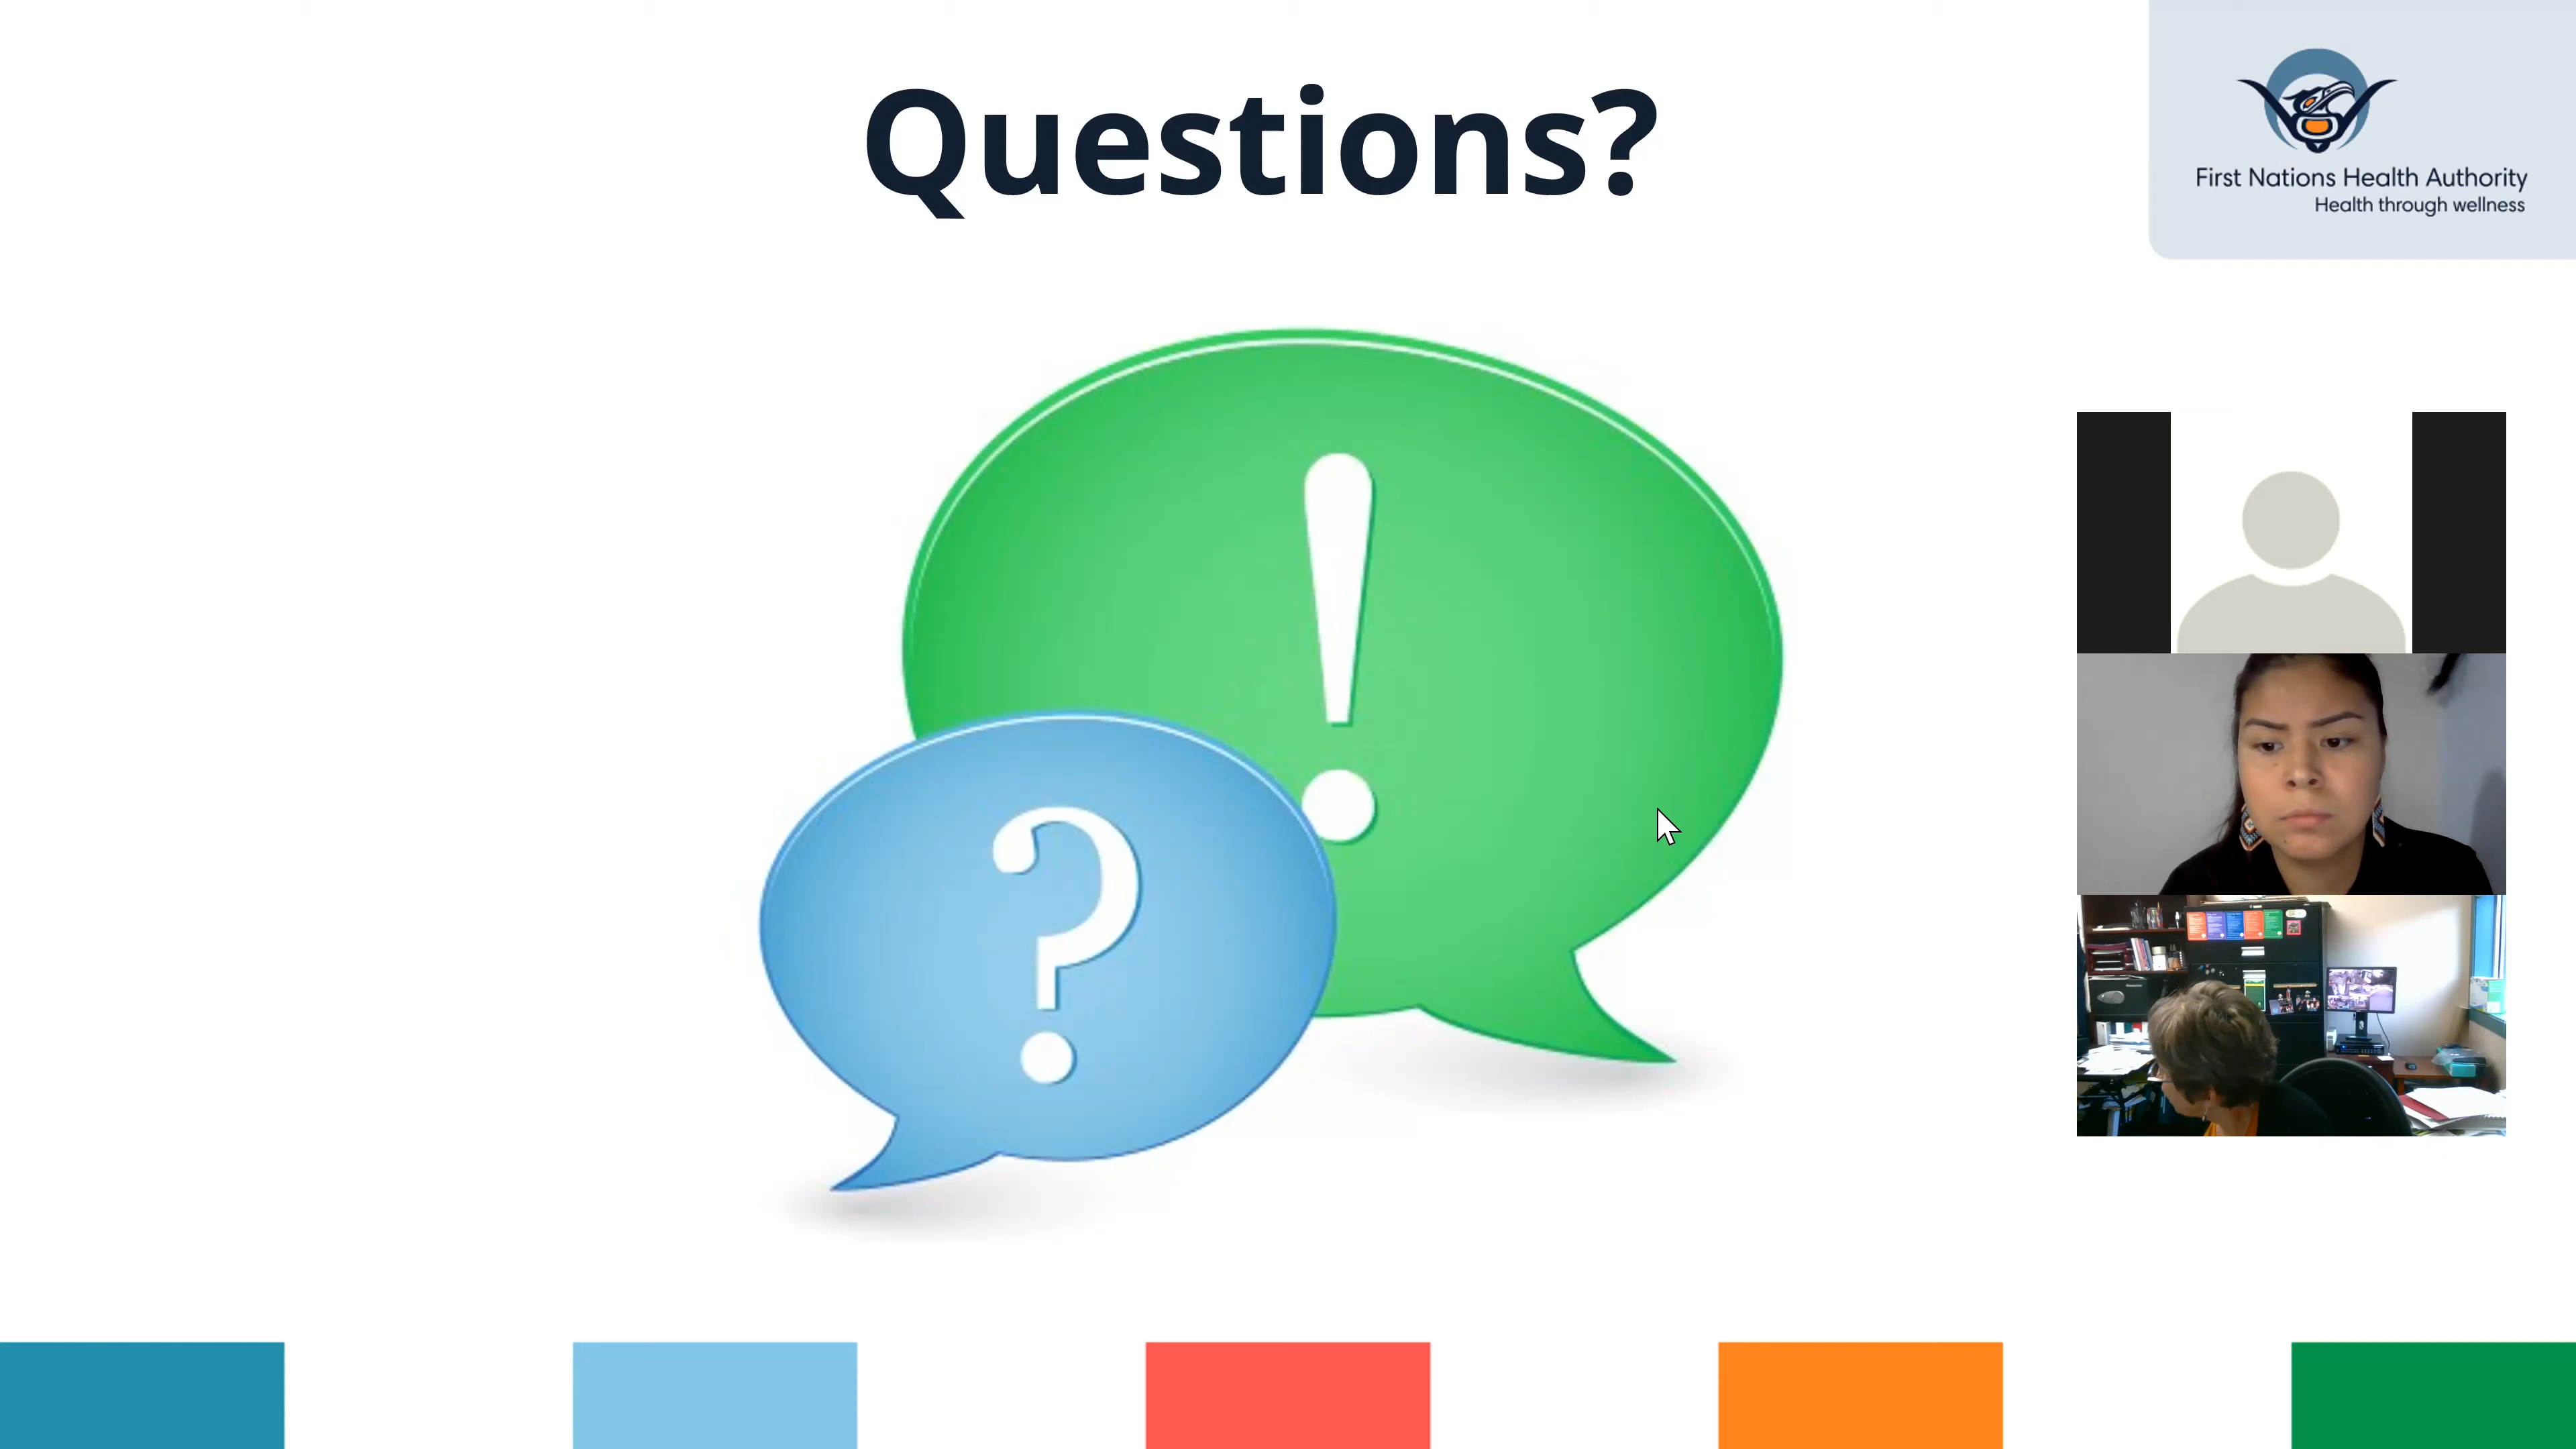 Questions?
First Nations Health Authority
Health through wellness
!
?